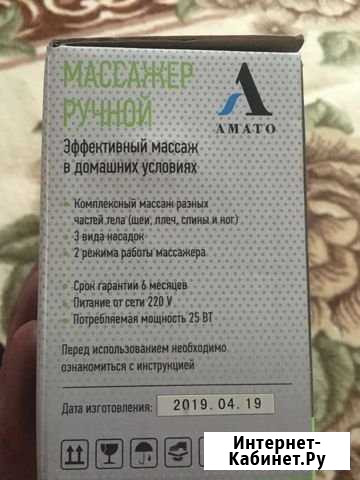 МАССАЖЕР
РУЧНОЙ
АМАТО
Эффективный массаж
в домашних условиях
• Комплексный массаж разных
частей тела (шеи, плеч, спины и ног)
• 3 вида насадок
• 2 режима работы массажера
• Срок гарантии 6 месяцев
• Питание от сети 220 V
• Потребляемая мощность 25 ВТ
Перед использованием необходимо
ознакомиться с инструкцией
Дата изготовления: 2019.04.19
Интернет-
Кабинет.Ру